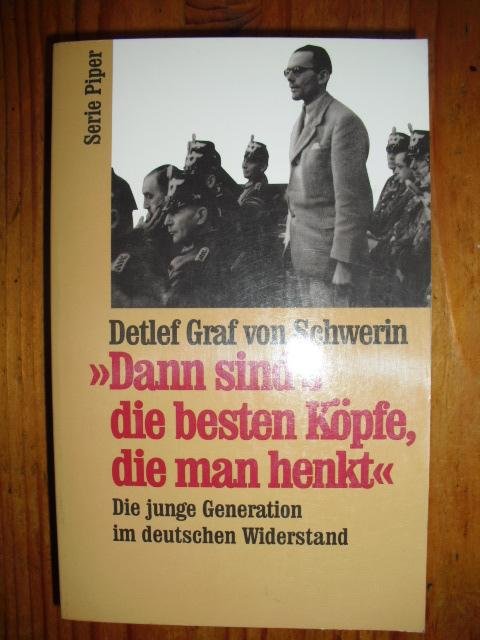 Serie Piper
Detlef Graf von Schwerin
»Dann sind
die besten Köpfe,
die man henkt«
Die junge Generation
im deutschen Widerstand